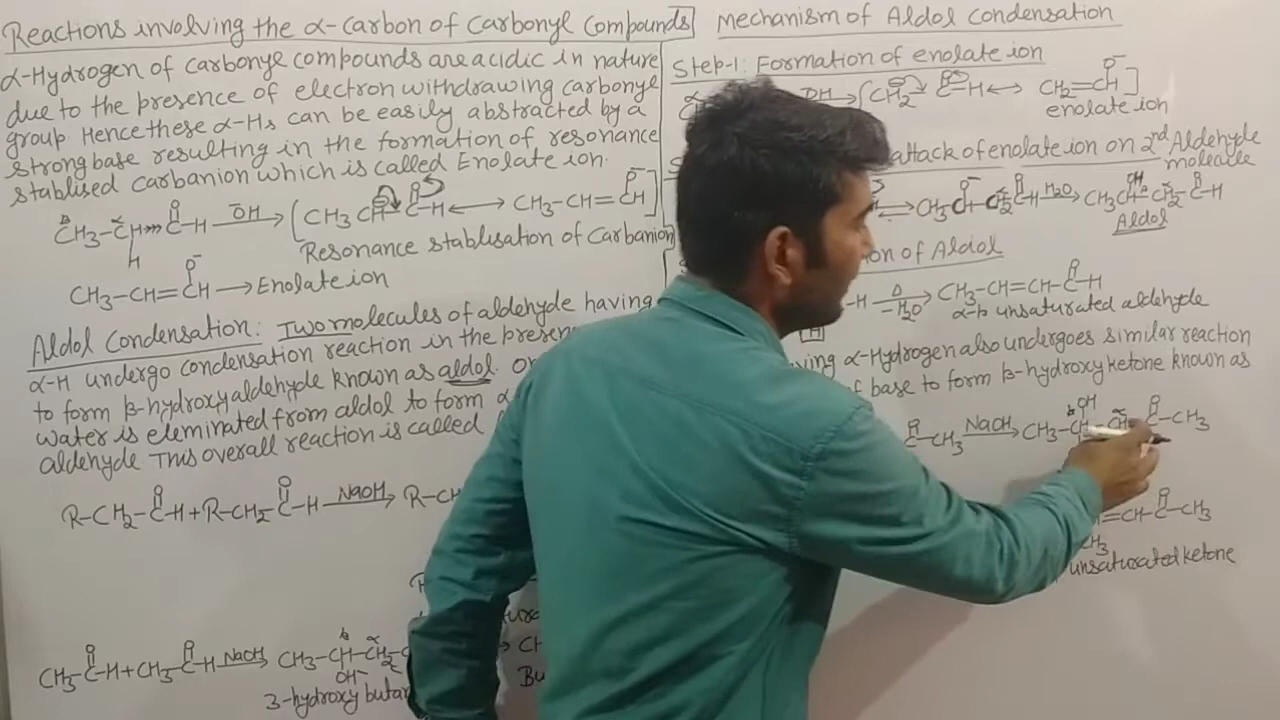 Reactions involving the α-carbon of Carbonyl Compounds
α-Hydrogen of carbonyl compounds are acidic in nature
due to the presence of electron withdrawing carbonyl
group. Hence these α-Hs can be easily abstracted by a
strong base resulting in the formation of resonance
stablised carbanion which is called Enolate ion.
β α O
CH3-CH-C-H OH⁻ → [CH3 CH C-H ↔ CH3-CH=CH]
H
Resonance stablisation of Carbanion
CH3-CH=CH → Enolate ion
Aldol Condensation: Two molecules of aldehyde having
α-H undergo condensation reaction in the presen
to form β-hydroxyaldehyde known as aldol. O
water is eleminated from aldol to form α
aldehyde This overall reaction is called
R-CH2-C-H + R-CH2-C-H NaOH → R-CH
CH3-C-H + CH3-C-H NaOH → CH3-CH-CH2
OH
3-hydroxy butan
Bu
mechanism of Aldol condensation
Step-1: Formation of enolate ion
OH → [CH2 C-H ↔ CH2=CH]
enolate ion
attack of enolate ion on 2nd Aldehyde
molecule
⇌ CH3-CH-CH2-C-H H2O → CH3CH-CH2-C-H
Aldol
on of Aldol
-H Δ -H2O → CH3-CH=CH-C-H
α-β unsaturated aldehyde
ving α-Hydrogen also undergoes similar reaction
f base to form β-hydroxyketone known as
C-CH3 NaOH → CH3-CH C-CH3
=CH-C-CH3
CH3
unsaturated ketone